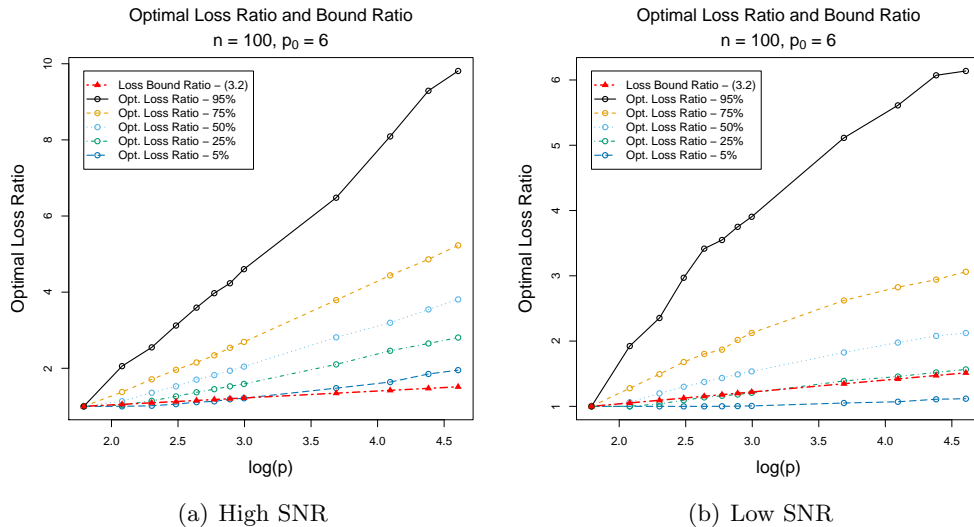 Optimal Loss Ratio and Bound Ratio
n = 100, p₀ = 6
Optimal Loss Ratio
10
8
6
4
2
Loss Bound Ratio − (3.2)
Opt. Loss Ratio − 95%
Opt. Loss Ratio − 75%
Opt. Loss Ratio − 50%
Opt. Loss Ratio − 25%
Opt. Loss Ratio − 5%
2.0 2.5 3.0 3.5 4.0 4.5
log(p)
(a) High SNR
Optimal Loss Ratio and Bound Ratio
n = 100, p₀ = 6
Optimal Loss Ratio
6
5
4
3
2
1
Loss Bound Ratio − (3.2)
Opt. Loss Ratio − 95%
Opt. Loss Ratio − 75%
Opt. Loss Ratio − 50%
Opt. Loss Ratio − 25%
Opt. Loss Ratio − 5%
2.0 2.5 3.0 3.5 4.0 4.5
log(p)
(b) Low SNR